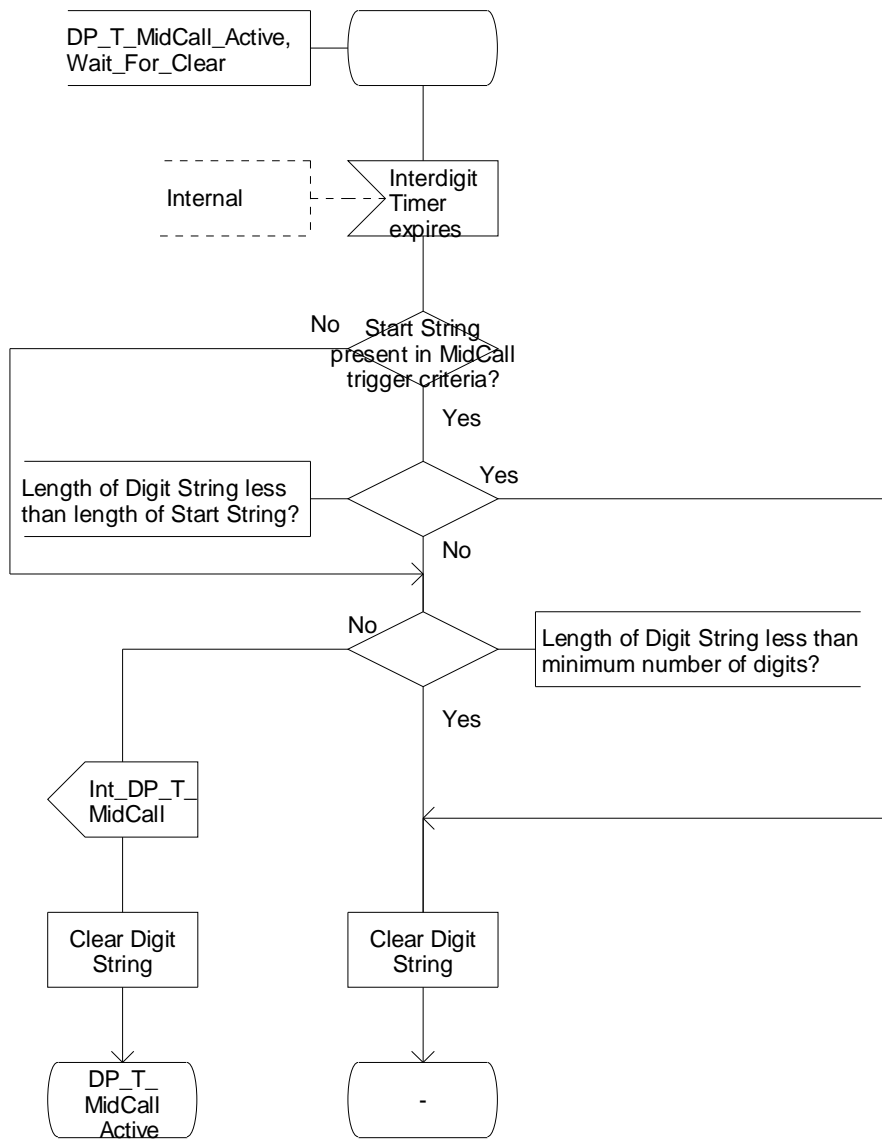 DP_T_MidCall_Active,
Wait_For_Clear
Internal
Interdigit
Timer
expires
No
Start String
present in MidCall
trigger criteria?
Yes
Length of Digit String less
than length of Start String?
Yes
No
No
Length of Digit String less than
minimum number of digits?
Yes
Int_DP_T_
MidCall
Clear Digit
String
Clear Digit
String
DP_T_
MidCall
Active
-